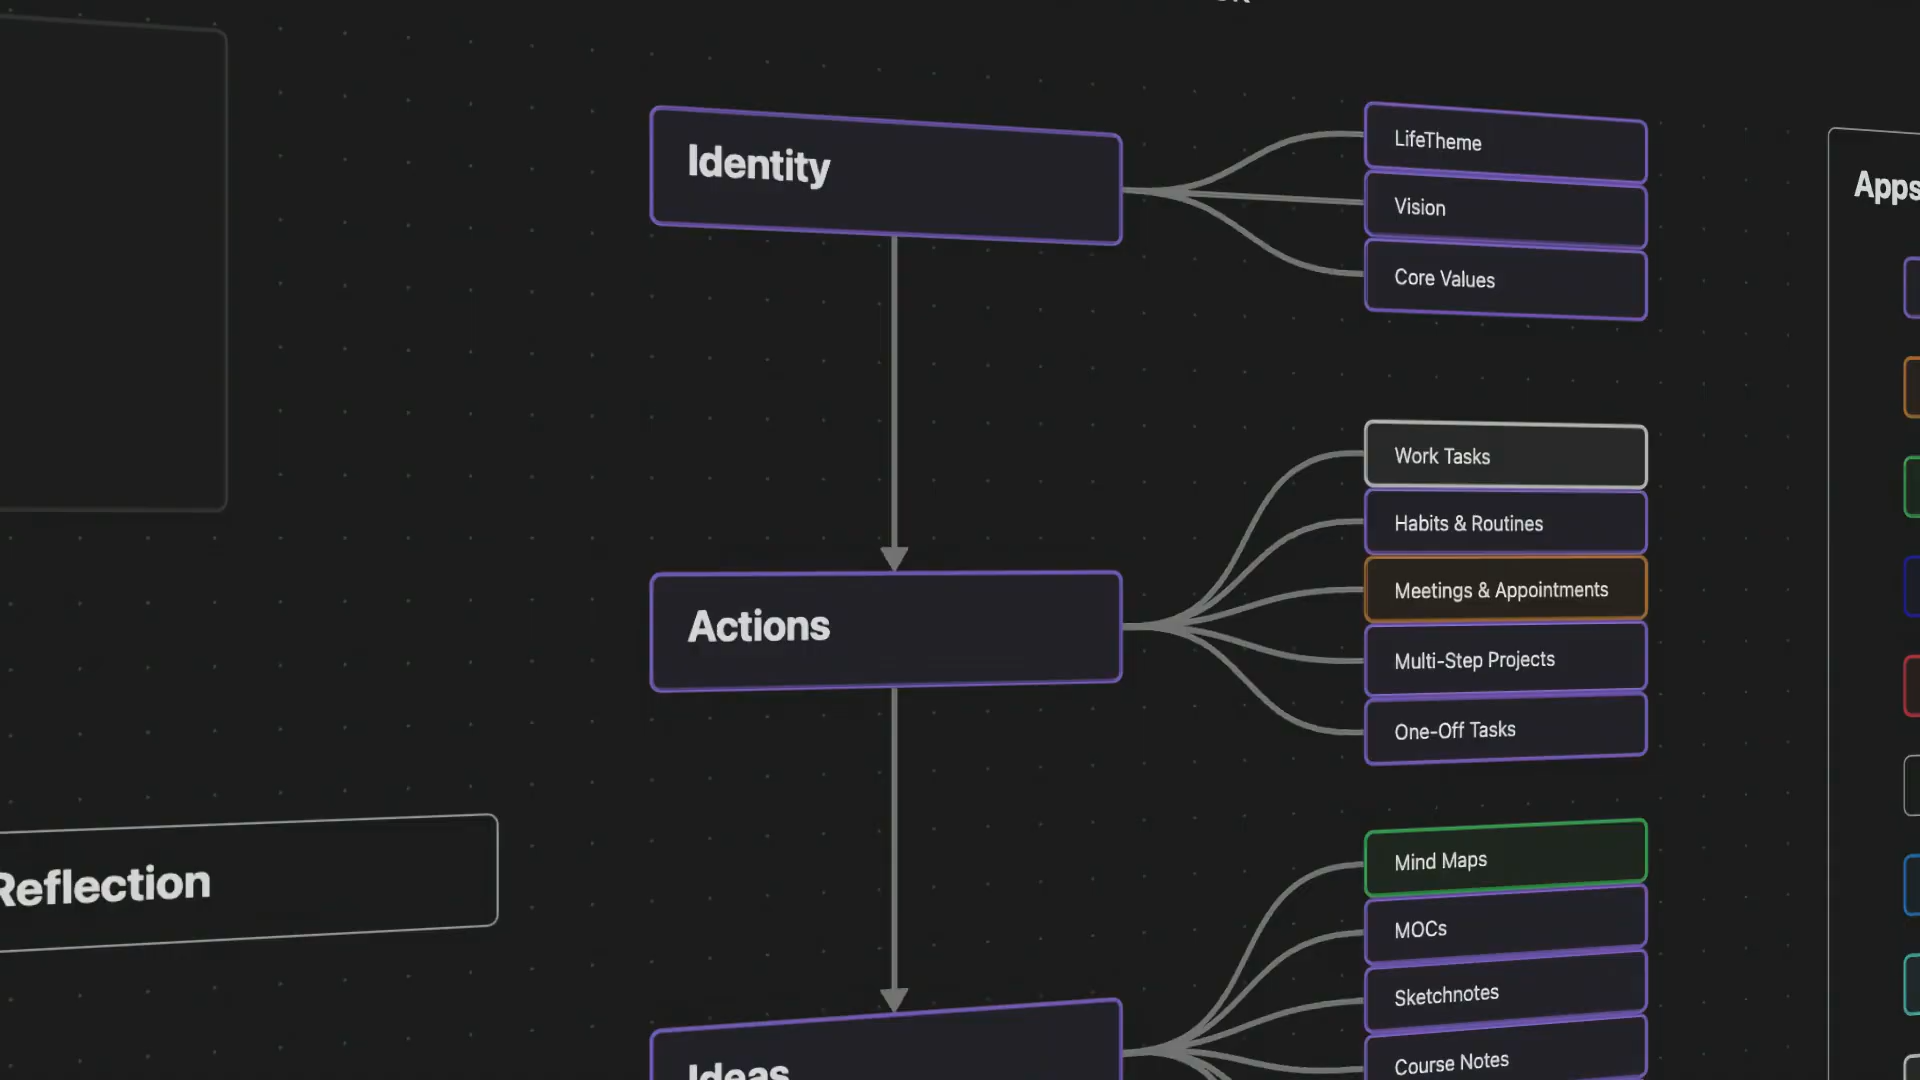 Identity
LifeTheme
Vision
Core Values
Apps
Actions
Work Tasks
Habits & Routines
Meetings & Appointments
Multi-Step Projects
One-Off Tasks
Reflection
Ideas
Mind Maps
MOCs
Sketchnotes
Course Notes